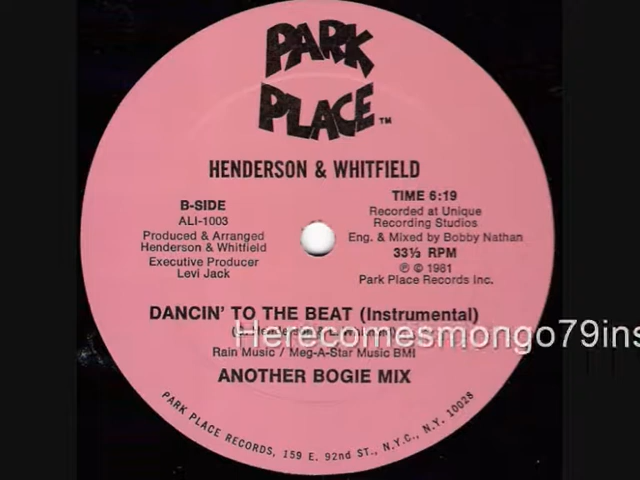 PARK
PLACE™
HENDERSON & WHITFIELD
B-SIDE
ALI-1003
Produced & Arranged
Henderson & Whitfield
Executive Producer
Levi Jack
TIME 6:19
Recorded at Unique
Recording Studios
Eng. & Mixed by Bobby Nathan
33⅓ RPM
℗ © 1981
Park Place Records Inc.
DANCIN' TO THE BEAT (Instrumental)
Henderson &
Herecomesmongo79ins
Rain Music / Meg-A-Star Music BMI
ANOTHER BOGIE MIX
PARK PLACE RECORDS, 159 E. 92nd ST., N.Y.C., N.Y. 10028